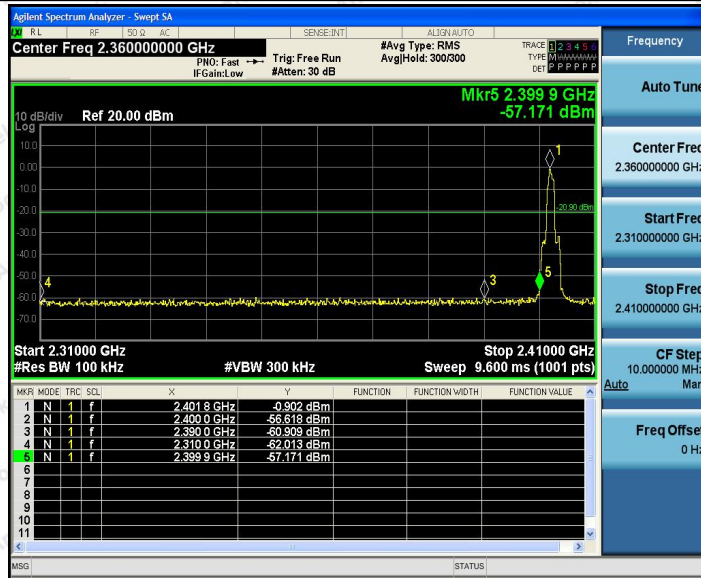 Agilent Spectrum Analyzer - Swept SA
LXI RL RF 50 Ω AC SENSE:INT ALIGN AUTO
Center Freq 2.360000000 GHz
PNO: Fast
IFGain:Low
Trig: Free Run
#Atten: 30 dB
#Avg Type: RMS
Avg|Hold: 300/300
TRACE 1 2 3 4 5 6
TYPE M
DET P P P P P P
Mkr5 2.399 9 GHz
-57.171 dBm
10 dB/div Ref 20.00 dBm
Log
10.0
0.00
-10.0
-20.0
-30.0
-40.0
-50.0
-60.0
-70.0
1
-20.90 dBm
3
4
5
Start 2.31000 GHz Stop 2.41000 GHz
#Res BW 100 kHz #VBW 300 kHz Sweep 9.600 ms (1001 pts)
MKR MODE TRC SCL X Y FUNCTION FUNCTION WIDTH FUNCTION VALUE
1 N 1 f 2.401 8 GHz -0.902 dBm
2 N 1 f 2.400 0 GHz -56.618 dBm
3 N 1 f 2.390 0 GHz -60.909 dBm
4 N 1 f 2.310 0 GHz -62.013 dBm
5 N 1 f 2.399 9 GHz -57.171 dBm
6
7
8
9
10
11
MSG STATUS
Frequency
Auto Tune
Center Freq
2.360000000 GHz
Start Freq
2.310000000 GHz
Stop Freq
2.410000000 GHz
CF Step
10.000000 MHz
Auto Man
Freq Offset
0 Hz